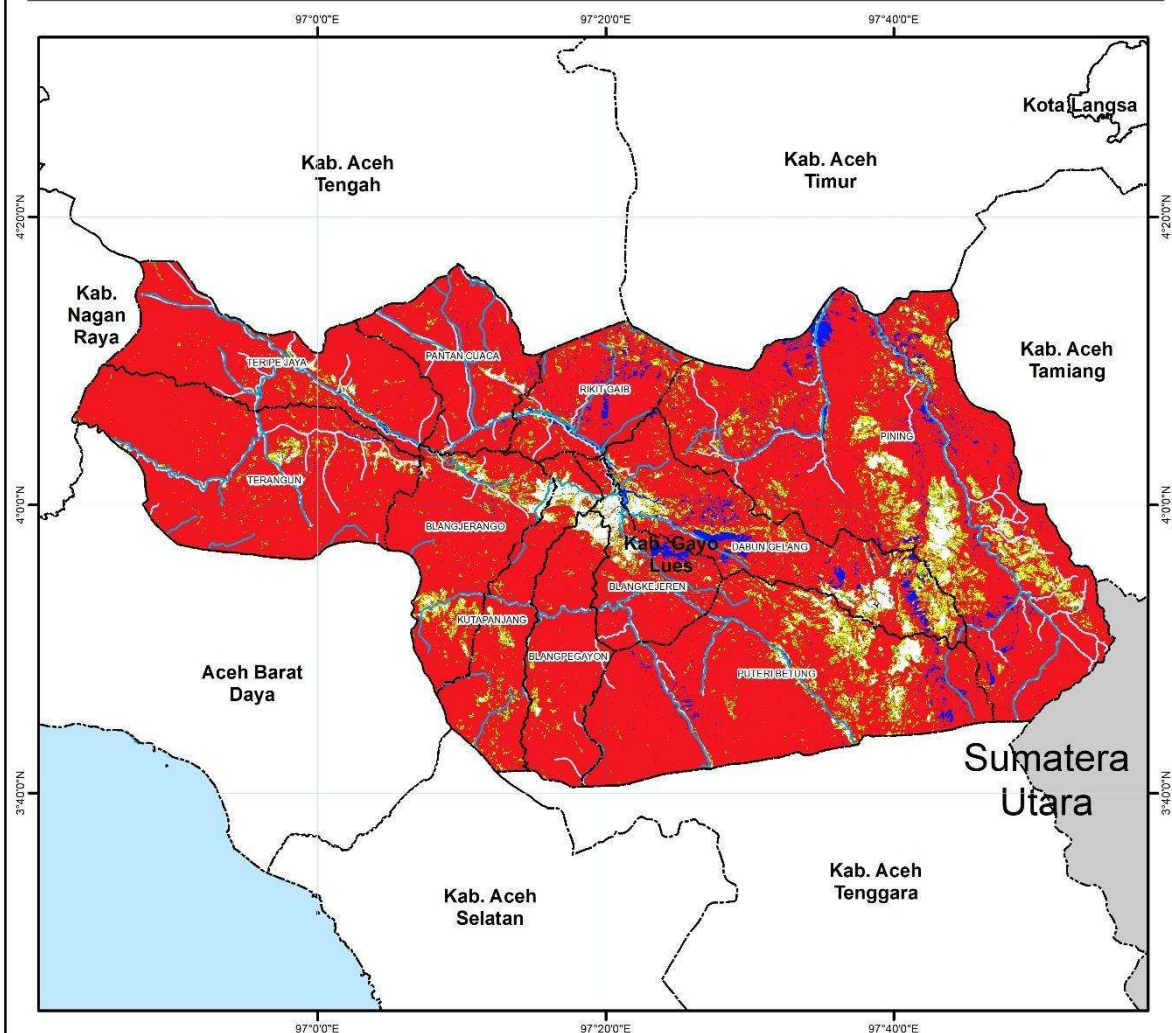 97°0'0"E
97°20'0"E
97°40'0"E
Kota Langsa
Kab. Aceh
Tengah
Kab. Aceh
Timur
4°20'0"N
4°20'0"N
Kab.
Nagan
Raya
Kab. Aceh
Tamiang
TERIPE JAYA
PANTAN CUACA
RIKIT GAIB
PINING
TERANGUN
4°0'0"N
4°0'0"N
BLANGJERANGO
Kab. Gayo
Lues
DABUN GELANG
BLANGKEJEREN
KUTAPANJANG
BLANGPEGAYON
PUTERI BETUNG
Aceh Barat
Daya
Sumatera
Utara
3°40'0"N
3°40'0"N
Kab. Aceh
Selatan
Kab. Aceh
Tenggara
97°0'0"E
97°20'0"E
97°40'0"E